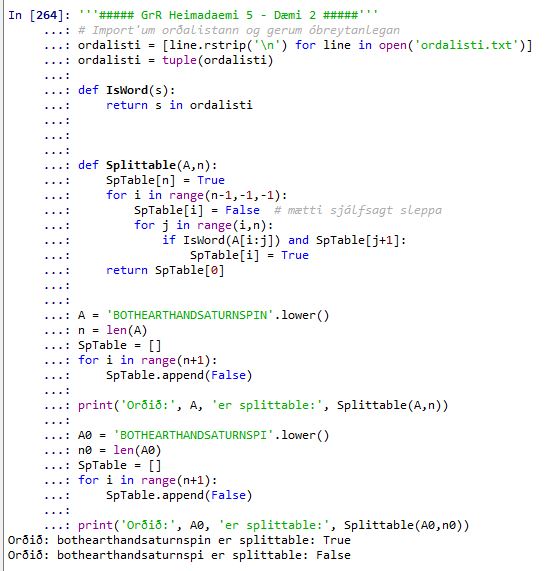 In [264]: '''##### GrR Heimadaemi 5 - Dæmi 2 #####'''
...: # Import'um orðalistann og gerum óbreytanlegan
...: ordalisti = [line.rstrip('\n') for line in open('ordalisti.txt')]
...: ordalisti = tuple(ordalisti)
...:
...: def IsWord(s):
...:     return s in ordalisti
...:
...:
...:
...: def Splittable(A,n):
...:     SpTable[n] = True
...:     for i in range(n-1,-1,-1):
...:         SpTable[i] = False  # mætti sjálfsagt sleppa
...:         for j in range(i,n):
...:             if IsWord(A[i:j]) and SpTable[j+1]:
...:                 SpTable[i] = True
...:     return SpTable[0]
...:
...:
...: A = 'BOTHEARTHANDSATURNSPIN'.lower()
...: n = len(A)
...: SpTable = []
...: for i in range(n+1):
...:     SpTable.append(False)
...:
...: print('Orðið:', A, 'er splittable:', Splittable(A,n))
...:
...: A0 = 'BOTHEARTHANDSATURNSPI'.lower()
...: n0 = len(A0)
...: SpTable = []
...: for i in range(n+1):
...:     SpTable.append(False)
...:
...: print('Orðið:', A0, 'er splittable:', Splittable(A0,n0))
Orðið: bothearthandsaturnspin er splittable: True
Orðið: bothearthandsaturnspi er splittable: False